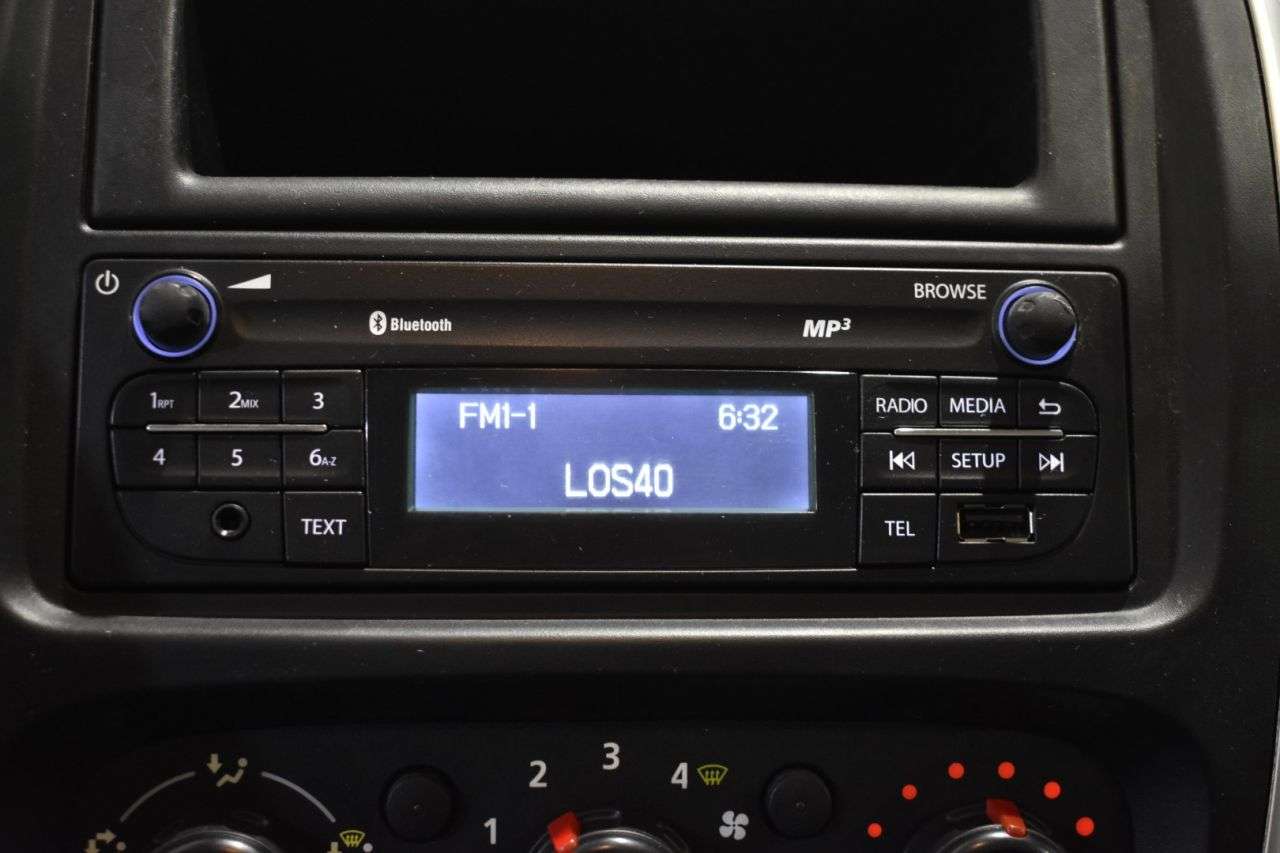 BROWSE
Bluetooth MP3
1RPT 2MIX 3
FM1-1 6:32
RADIO MEDIA
4 5 6A-Z
LOS40
SETUP
TEXT
TEL
1 2 3 4